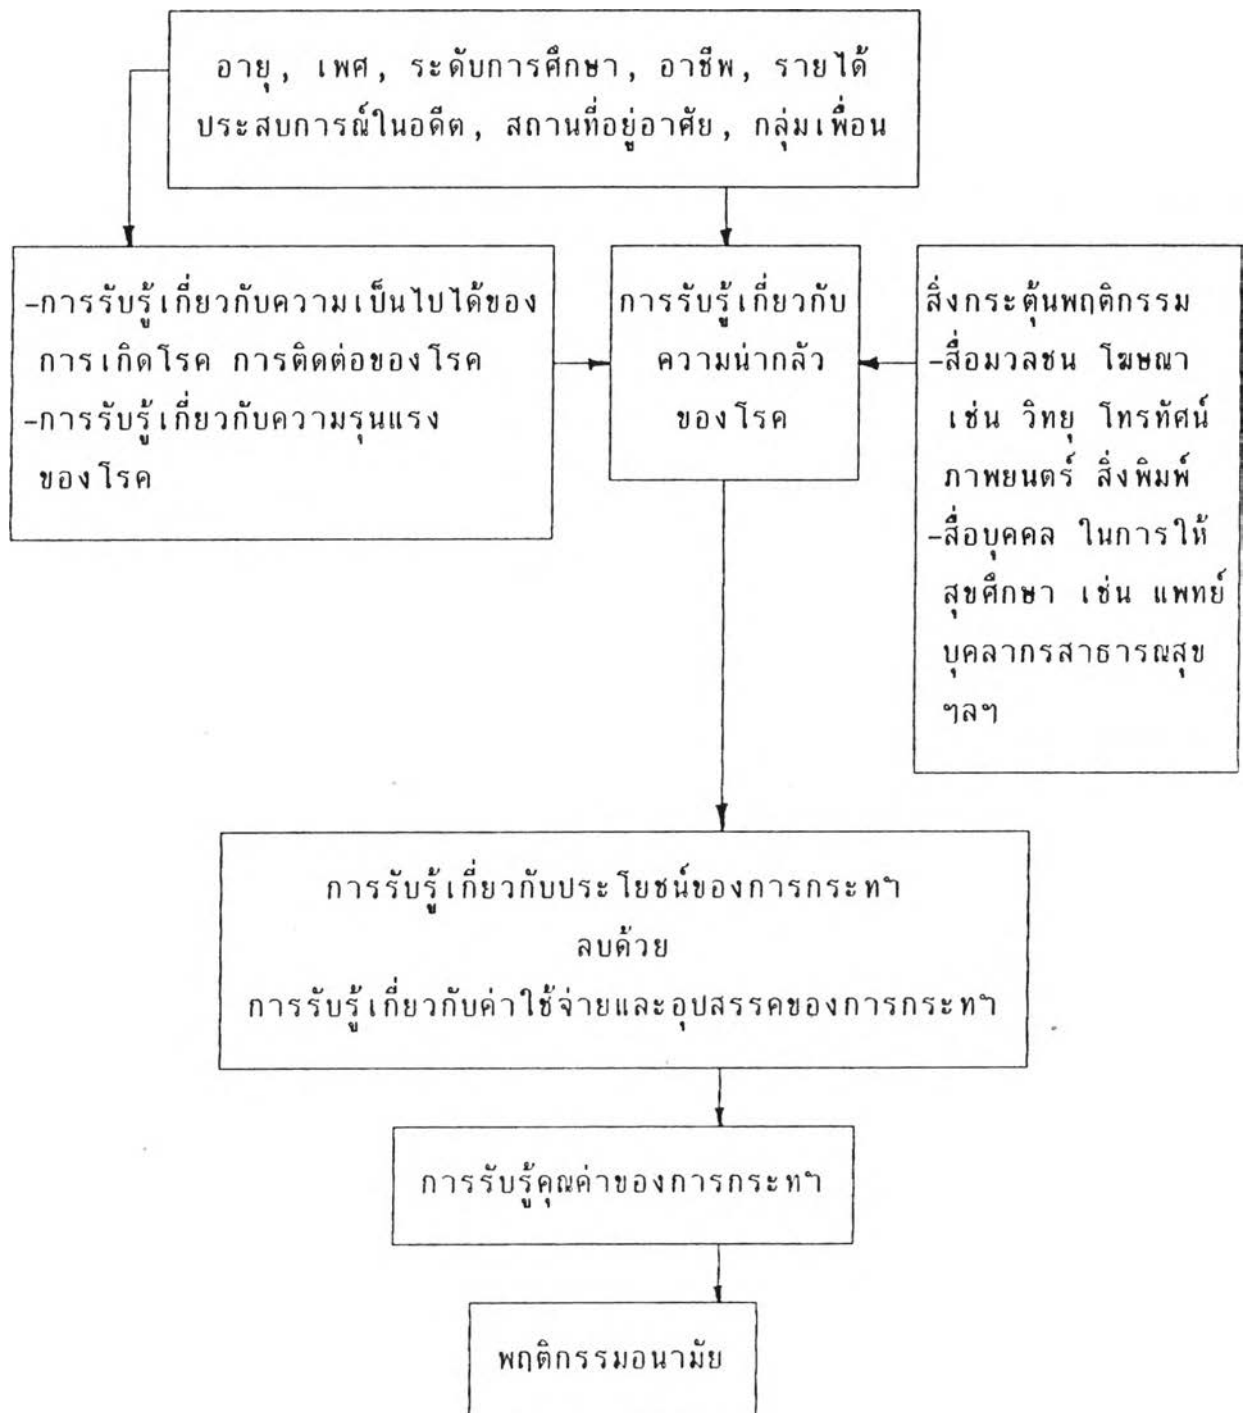 อายุ, เพศ, ระดับการศึกษา, อาชีพ, รายได้
ประสบการณ์ในอดีต, สถานที่อยู่อาศัย, กลุ่มเพื่อน
-การรับรู้เกี่ยวกับความเป็นไปได้ของ
การเกิดโรค การติดต่อของโรค
-การรับรู้เกี่ยวกับความรุนแรง
ของโรค
การรับรู้เกี่ยวกับ
ความน่ากลัว
ของโรค
สิ่งกระตุ้นพฤติกรรม
-สื่อมวลชน โฆษณา
เช่น วิทยุ โทรทัศน์
ภาพยนตร์ สิ่งพิมพ์
-สื่อบุคคล ในการให้
สุขศึกษา เช่น แพทย์
บุคลากรสาธารณสุข
ฯลฯ
การรับรู้เกี่ยวกับประโยชน์ของการกระทำ
ลบด้วย
การรับรู้เกี่ยวกับค่าใช้จ่ายและอุปสรรคของการกระทำ
การรับรู้คุณค่าของการกระทำ
พฤติกรรมอนามัย